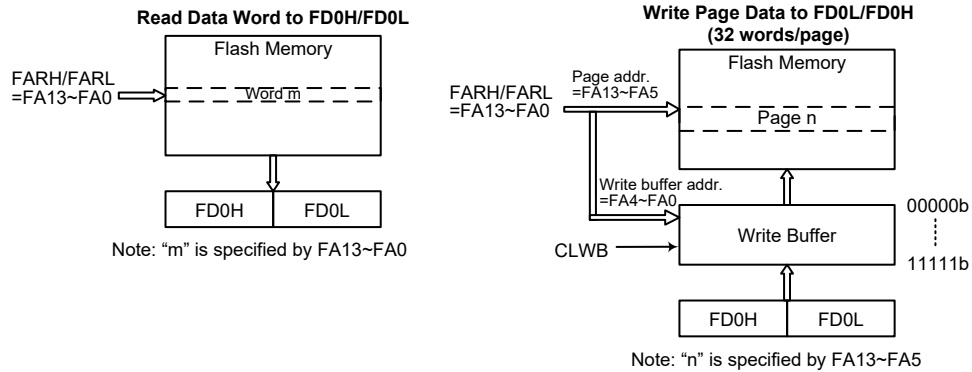 Read Data Word to FD0H/FD0L
Flash Memory
FARH/FARL
=FA13~FA0
Word m
FD0H
FD0L
Note: “m” is specified by FA13~FA0
Write Page Data to FD0L/FD0H
(32 words/page)
Flash Memory
FARH/FARL
=FA13~FA0
Page addr.
=FA13~FA5
Page n
Write buffer addr.
=FA4~FA0
Write Buffer
00000b
11111b
CLWB
FD0H
FD0L
Note: “n” is specified by FA13~FA5